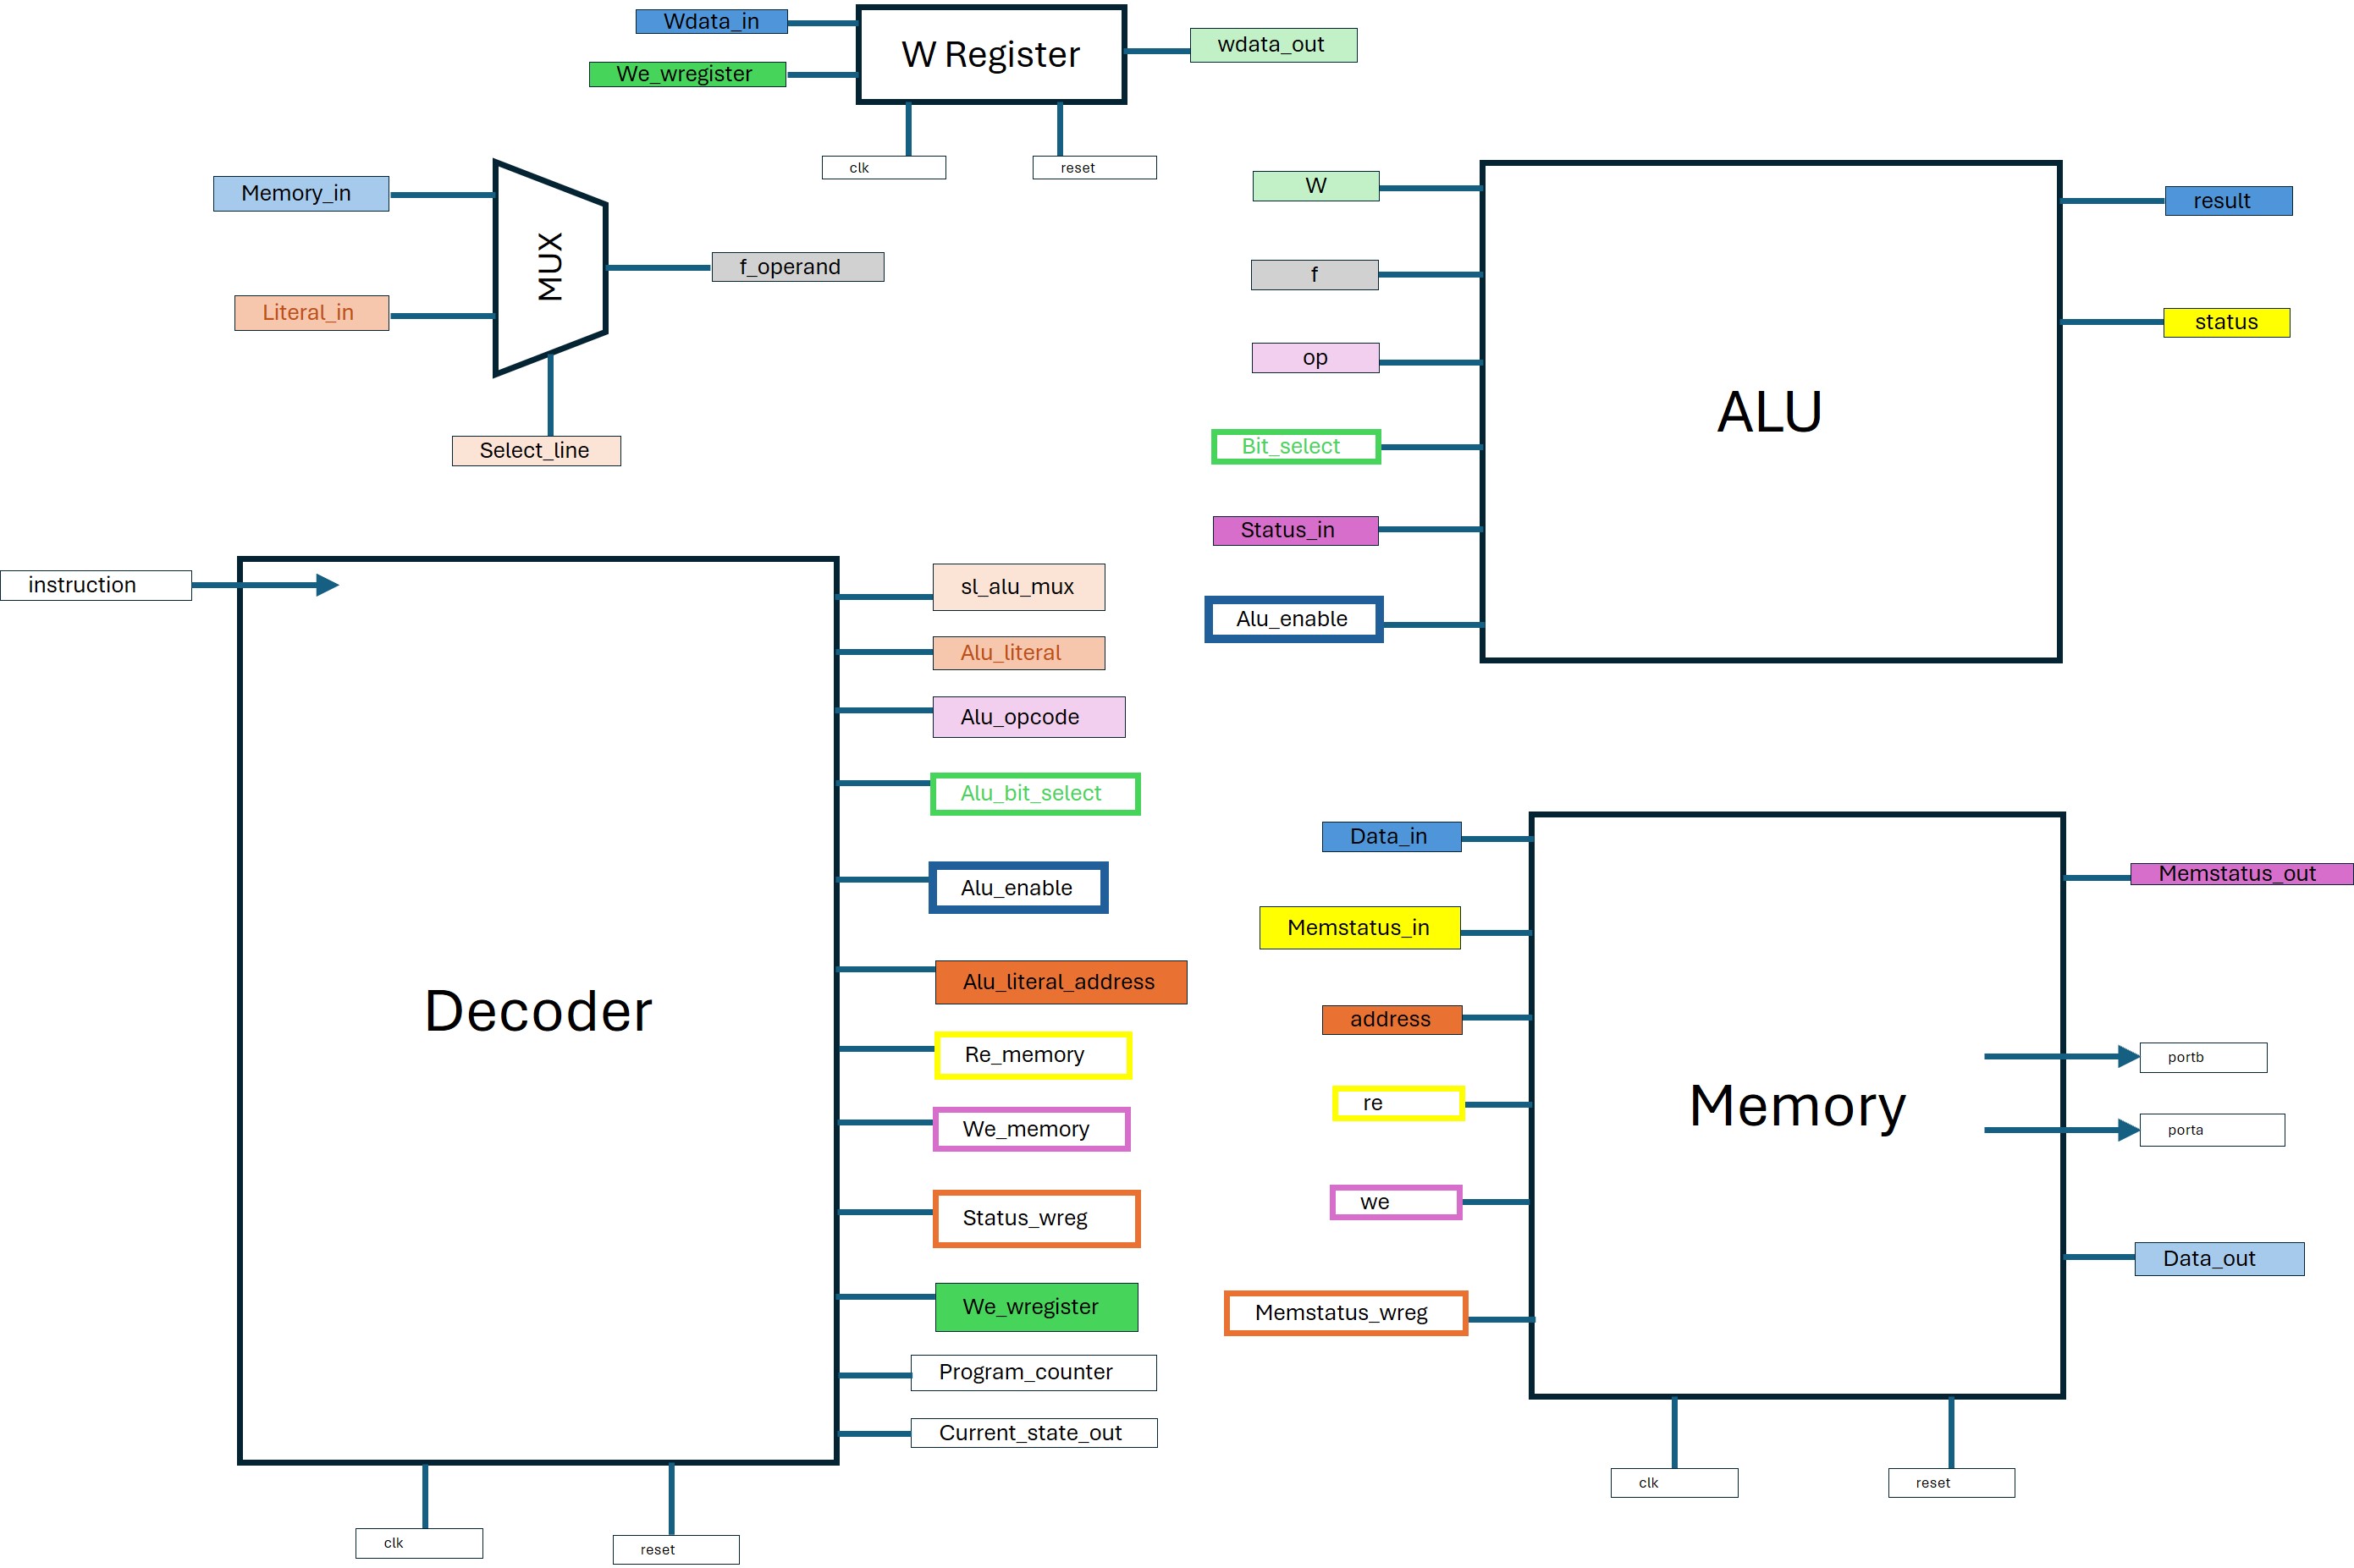 Wdata_in
We_wregister
W Register
wdata_out
clk
reset
Memory_in
Literal_in
MUX
f_operand
Select_line
W
f
op
Bit_select
Status_in
Alu_enable
ALU
result
status
instruction
Decoder
sl_alu_mux
Alu_literal
Alu_opcode
Alu_bit_select
Alu_enable
Alu_literal_address
Re_memory
We_memory
Status_wreg
We_wregister
Program_counter
Current_state_out
clk
reset
Data_in
Memstatus_in
address
re
we
Memstatus_wreg
Memory
Memstatus_out
portb
porta
Data_out
clk
reset